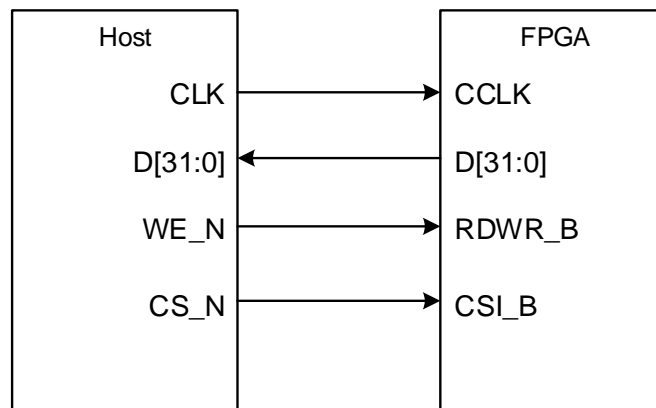 Host FPGA
CLK CCLK
D[31:0] D[31:0]
WE_N RDWR_B
CS_N CSI_B